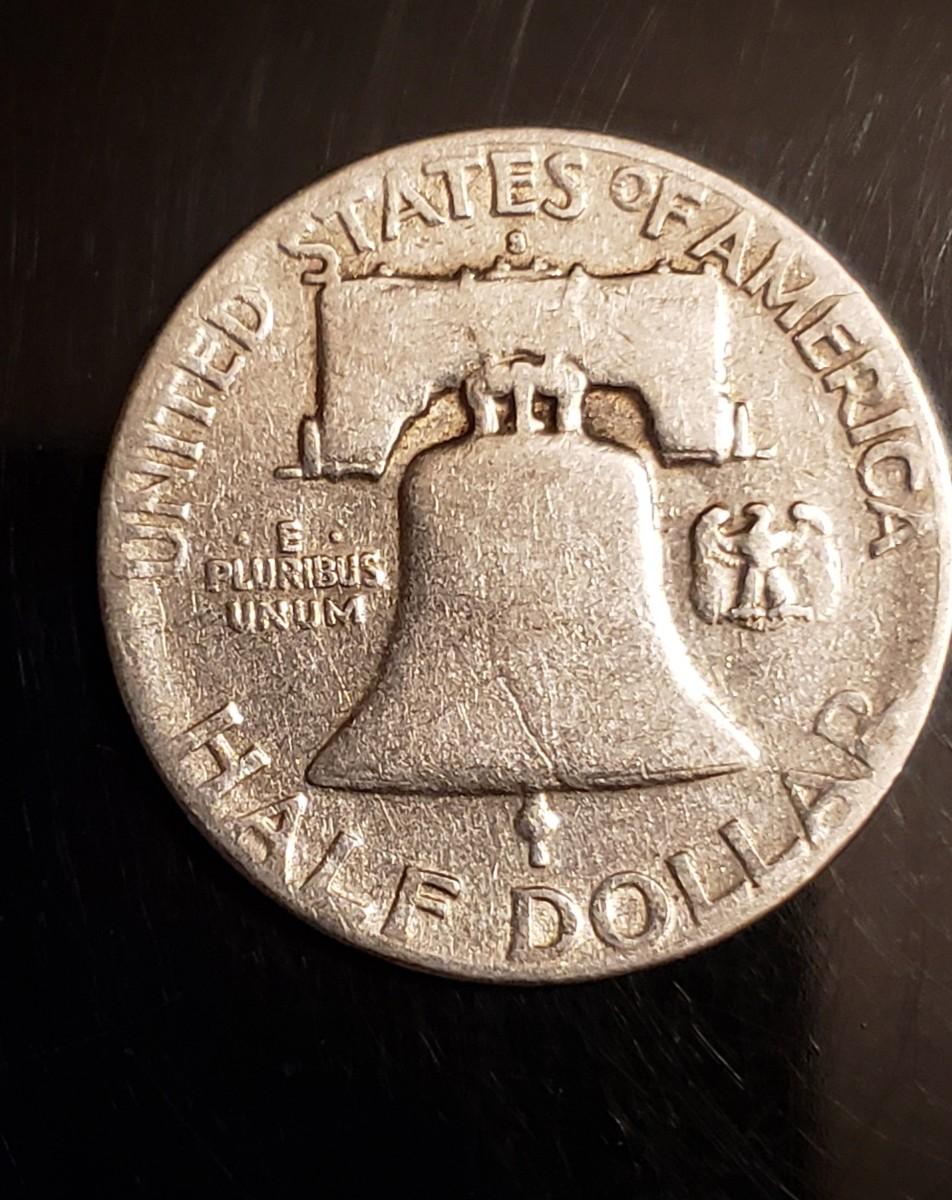 UNITED STATES OF AMERICA
S
· E ·
PLURIBUS
UNUM
HALF DOLLAR